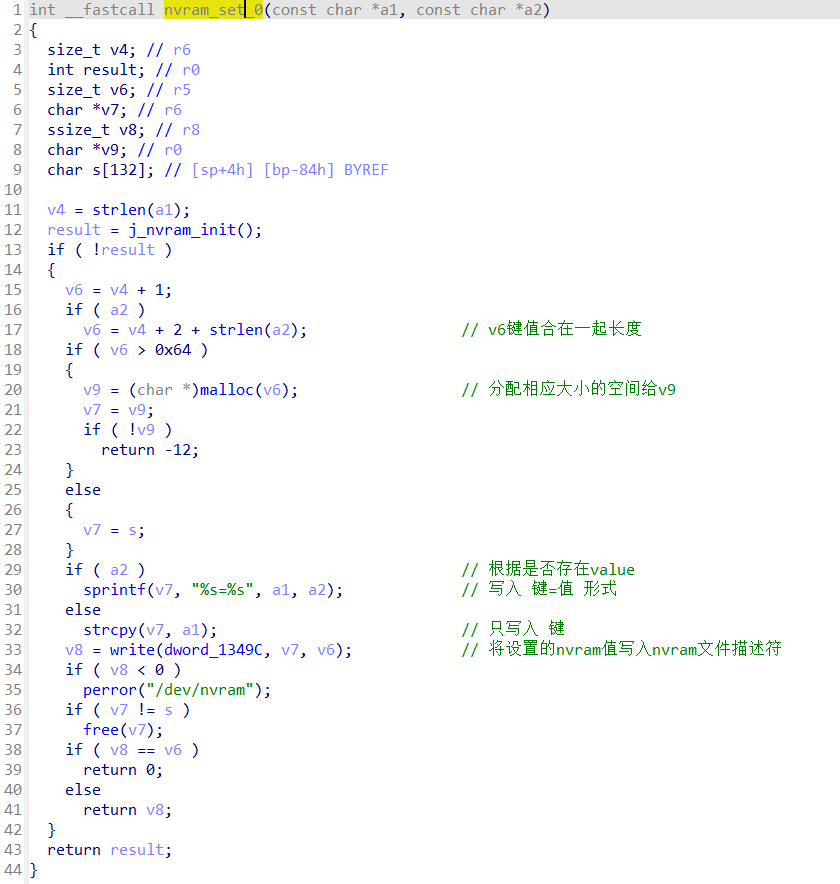 1 int __fastcall nvram_set_0(const char *a1, const char *a2)
2 {
3   size_t v4; // r6
4   int result; // r0
5   size_t v6; // r5
6   char *v7; // r6
7   ssize_t v8; // r8
8   char *v9; // r0
9   char s[132]; // [sp+4h] [bp-84h] BYREF
10
11   v4 = strlen(a1);
12   result = j_nvram_init();
13   if ( !result )
14   {
15     v6 = v4 + 1;
16     if ( a2 )
17       v6 = v4 + 2 + strlen(a2);                 // v6键值合在一起长度
18     if ( v6 > 0x64 )
19     {
20       v9 = (char *)malloc(v6);                  // 分配相应大小的空间给v9
21       v7 = v9;
22       if ( !v9 )
23         return -12;
24     }
25     else
26     {
27       v7 = s;
28     }
29     if ( a2 )                                   // 根据是否存在value
30       sprintf(v7, "%s=%s", a1, a2);             // 写入 键=值 形式
31     else
32       strcpy(v7, a1);                           // 只写入 键
33     v8 = write(dword_1349C, v7, v6);            // 将设置的nvram值写入nvram文件描述符
34     if ( v8 < 0 )
35       perror("/dev/nvram");
36     if ( v7 != s )
37       free(v7);
38     if ( v8 == v6 )
39       return 0;
40     else
41       return v8;
42   }
43   return result;
44 }